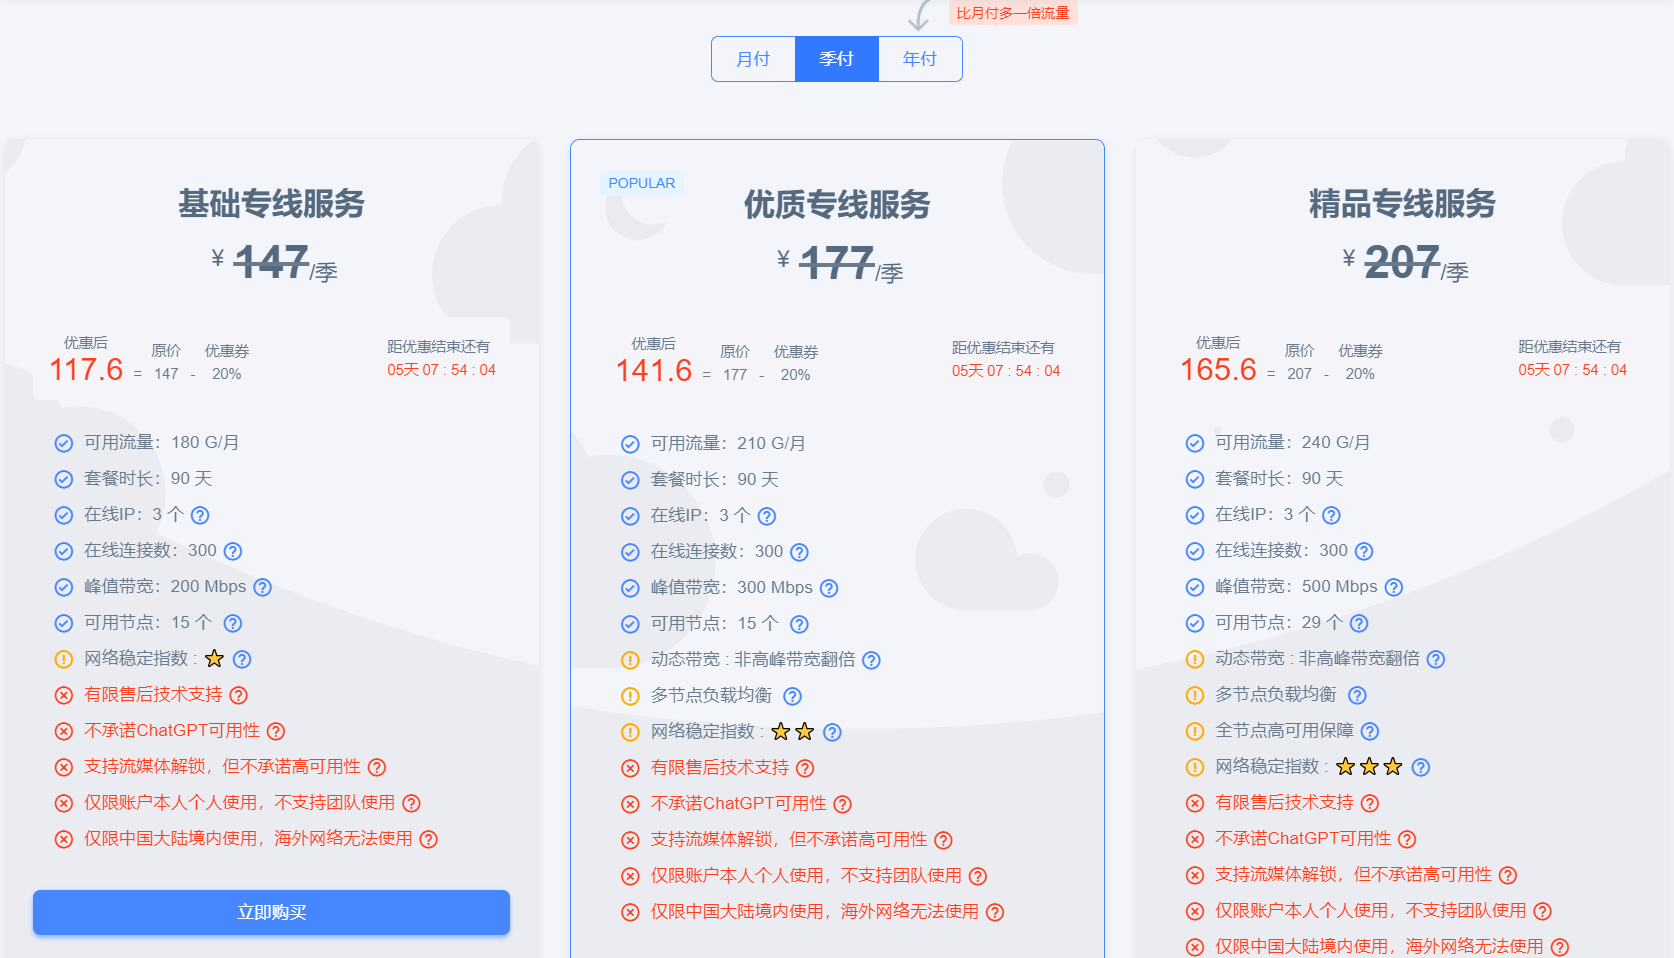 比月付多一倍流量
月付
季付
年付
基础专线服务
¥ 147/季
优惠后
117.6 = 原价 147 - 优惠券 20%
距优惠结束还有
05天 07 : 54 : 04
可用流量：180 G/月
套餐时长：90 天
在线IP：3 个
在线连接数：300
峰值带宽：200 Mbps
可用节点：15 个
网络稳定指数 :
有限售后技术支持
不承诺ChatGPT可用性
支持流媒体解锁，但不承诺高可用性
仅限账户本人个人使用，不支持团队使用
仅限中国大陆境内使用，海外网络无法使用
立即购买
POPULAR
优质专线服务
¥ 177/季
优惠后
141.6 = 原价 177 - 优惠券 20%
距优惠结束还有
05天 07 : 54 : 04
可用流量：210 G/月
套餐时长：90 天
在线IP：3 个
在线连接数：300
峰值带宽：300 Mbps
可用节点：15 个
动态带宽 : 非高峰带宽翻倍
多节点负载均衡
网络稳定指数 :
有限售后技术支持
不承诺ChatGPT可用性
支持流媒体解锁，但不承诺高可用性
仅限账户本人个人使用，不支持团队使用
仅限中国大陆境内使用，海外网络无法使用
精品专线服务
¥ 207/季
优惠后
165.6 = 原价 207 - 优惠券 20%
距优惠结束还有
05天 07 : 54 : 04
可用流量：240 G/月
套餐时长：90 天
在线IP：3 个
在线连接数：300
峰值带宽：500 Mbps
可用节点：29 个
动态带宽 : 非高峰带宽翻倍
多节点负载均衡
全节点高可用保障
网络稳定指数 :
有限售后技术支持
不承诺ChatGPT可用性
支持流媒体解锁，但不承诺高可用性
仅限账户本人个人使用，不支持团队使用
仅限中国大陆境内使用，海外网络无法使用